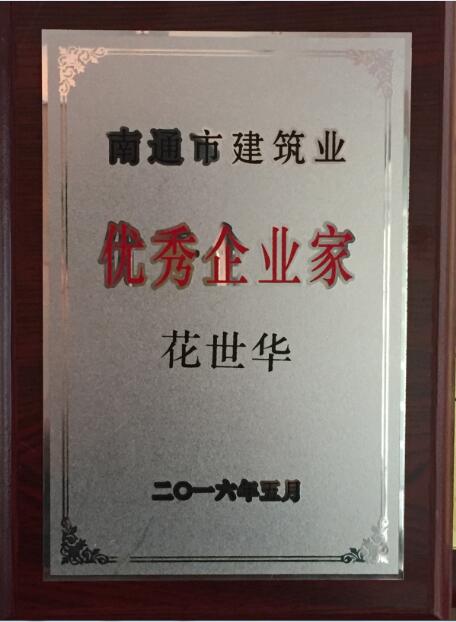 南通市建筑业
优秀企业家
花世华
二〇一六年五月